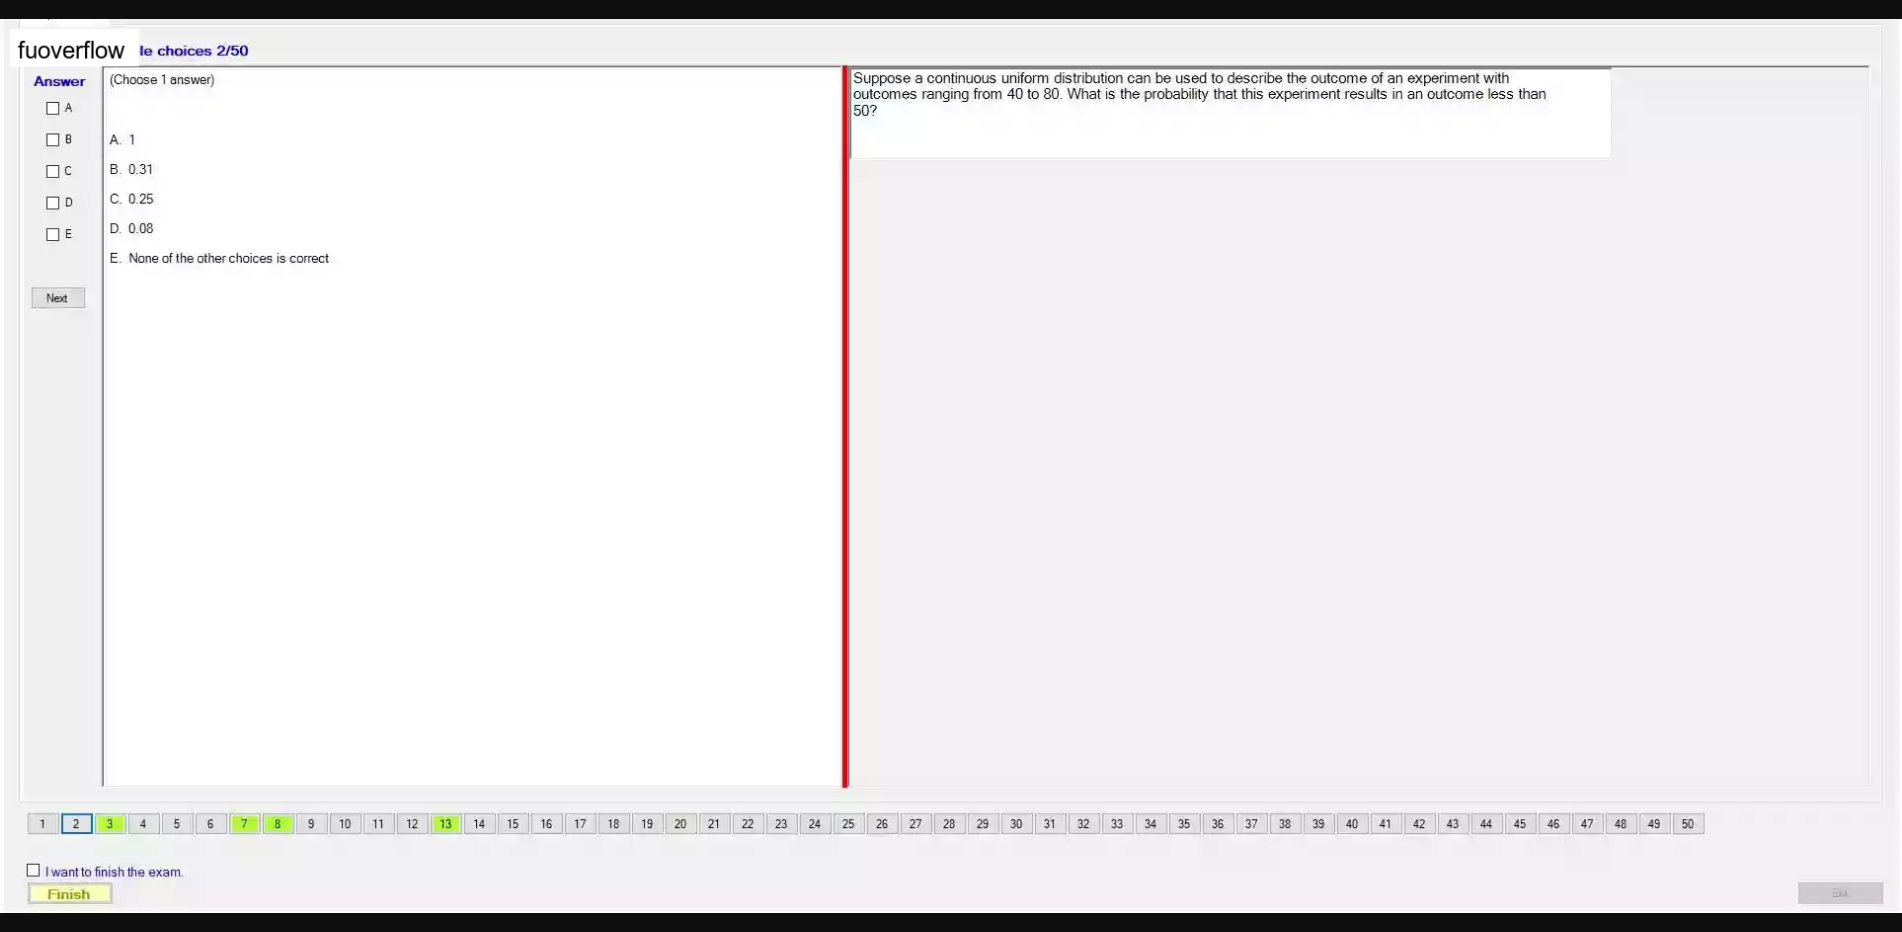 fuoverflow
le choices 2/50
Answer
A
B
C
D
E
Next
(Choose 1 answer)
A. 1
B. 0.31
C. 0.25
D. 0.08
E. None of the other choices is correct
Suppose a continuous uniform distribution can be used to describe the outcome of an experiment with
outcomes ranging from 40 to 80. What is the probability that this experiment results in an outcome less than
50?
1 2 3 4 5 6 7 8 9 10 11 12 13 14 15 16 17 18 19 20 21 22 23 24 25 26 27 28 29 30 31 32 33 34 35 36 37 38 39 40 41 42 43 44 45 46 47 48 49 50
I want to finish the exam.
Finish